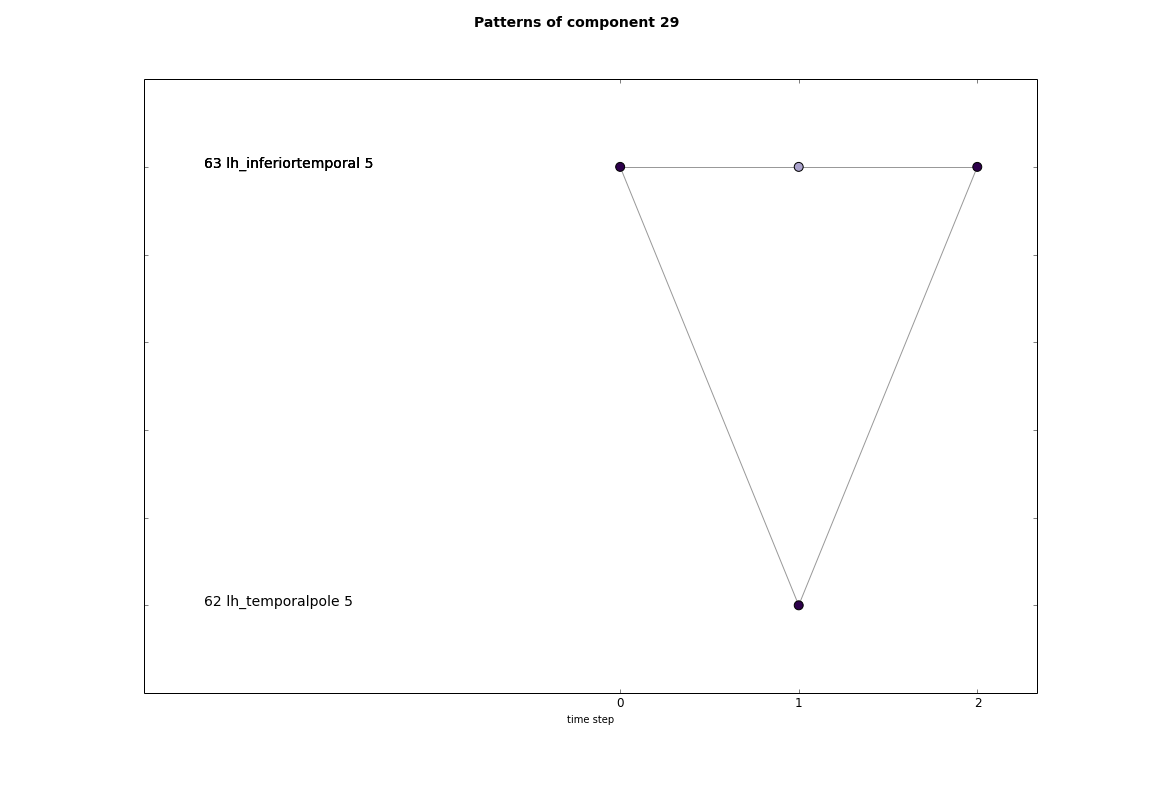 Patterns of component 29
63 lh_inferiortemporal 5
62 lh_temporalpole 5
0 1 2
time step